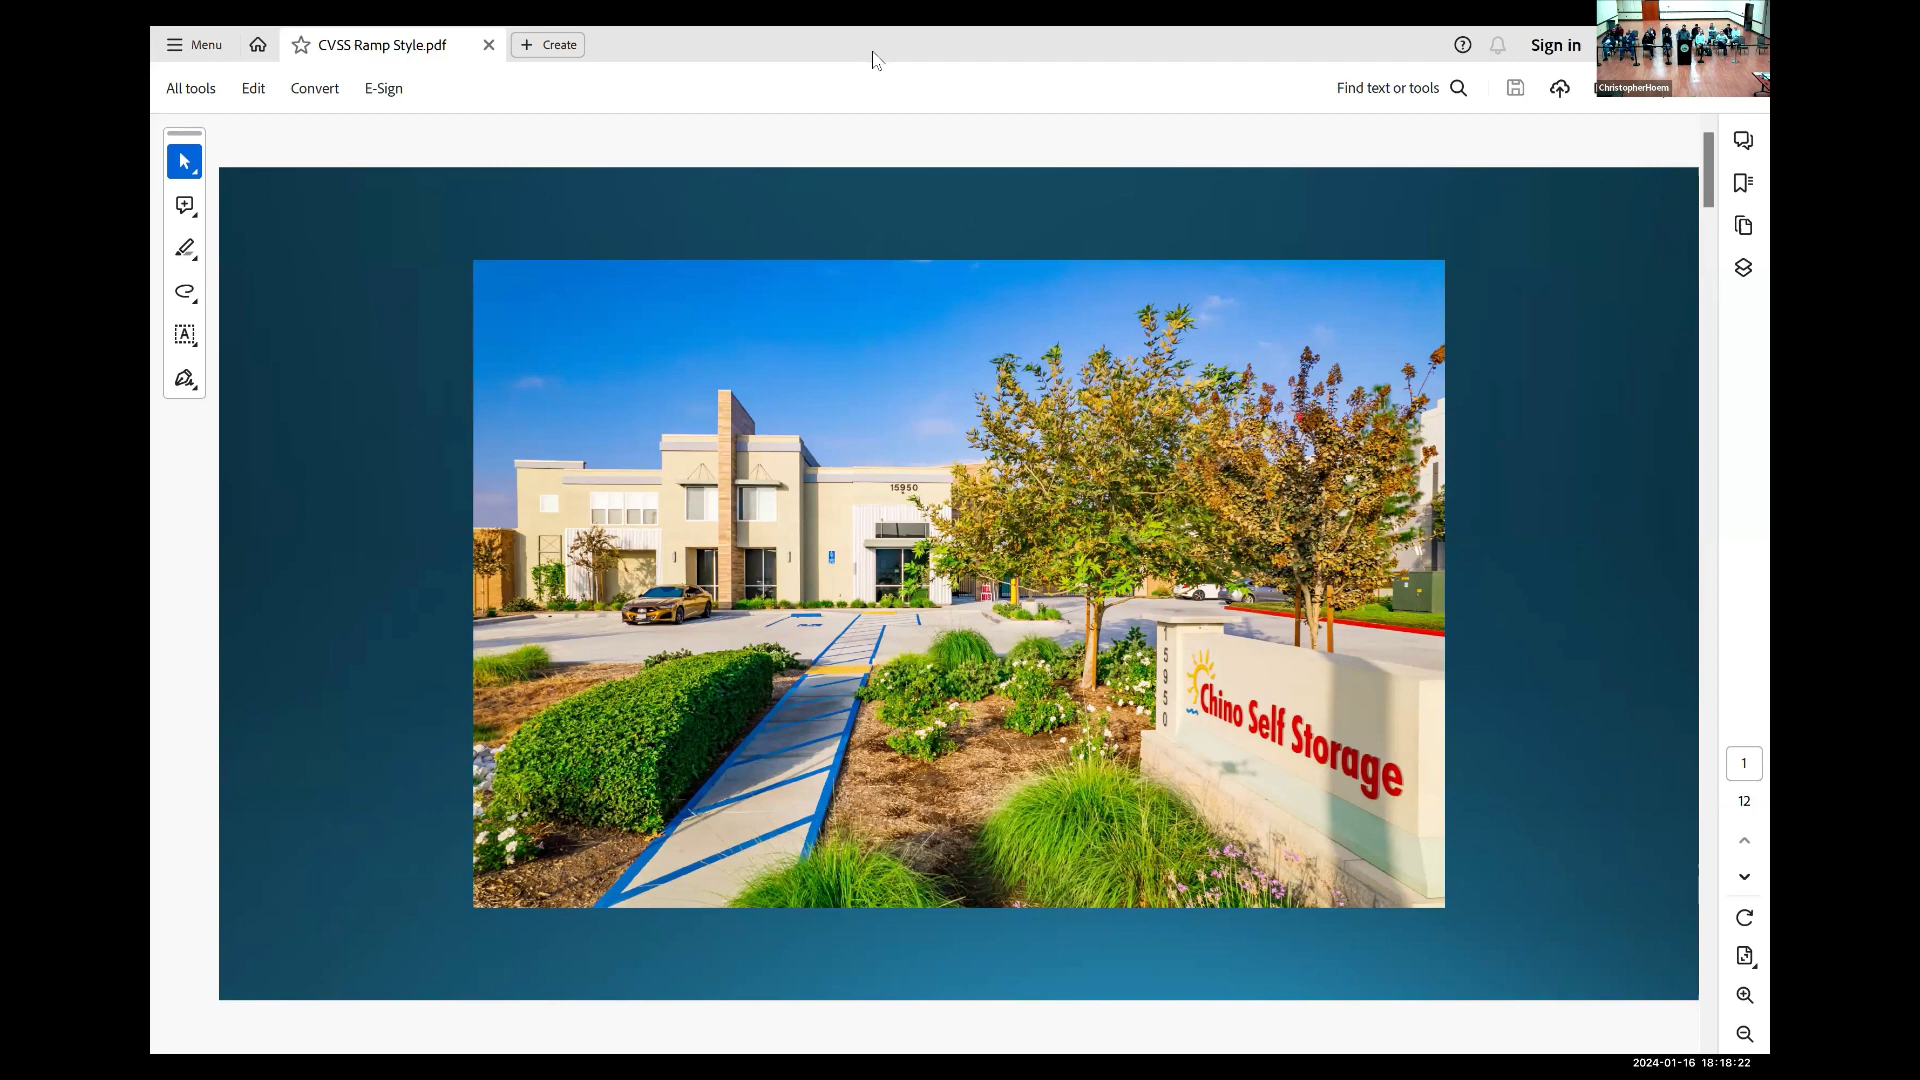 Menu
CVSS Ramp Style.pdf
Create
Sign in
All tools
Edit
Convert
E-Sign
Find text or tools
ChristopherHoem
15950
15950
Chino Self Storage
1
12
2024-01-16 18:18:22